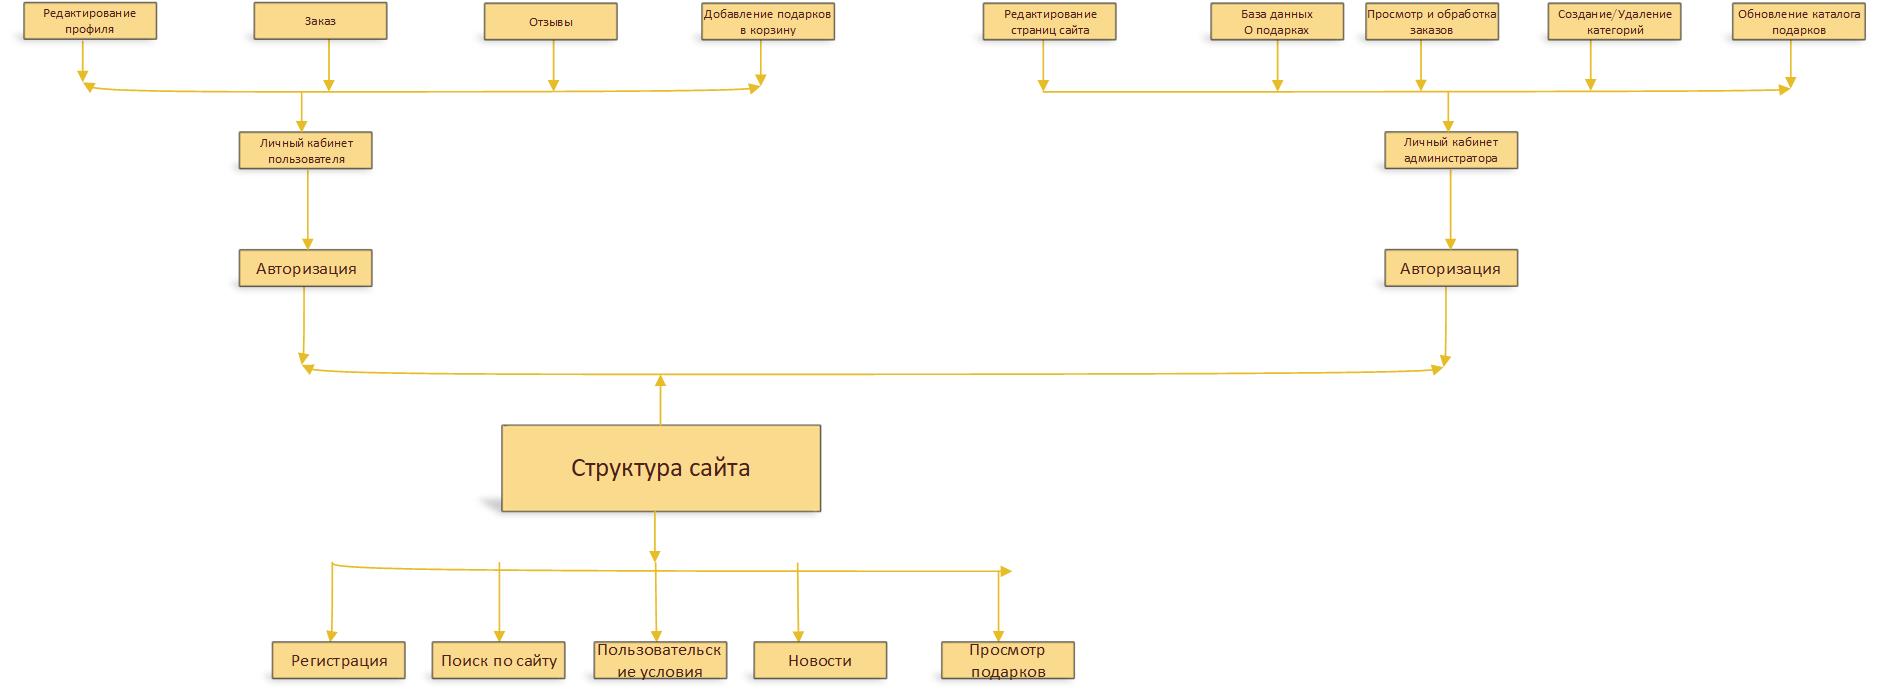 Редактирование
профиля
Заказ
Отзывы
Добавление подарков
в корзину
Редактирование
страниц сайта
База данных
О подарках
Просмотр и обработка
заказов
Создание/Удаление
категорий
Обновление каталога
подарков
Личный кабинет
пользователя
Личный кабинет
администратора
Авторизация
Авторизация
Структура сайта
Регистрация
Поиск по сайту
Пользовательск
ие условия
Новости
Просмотр
подарков